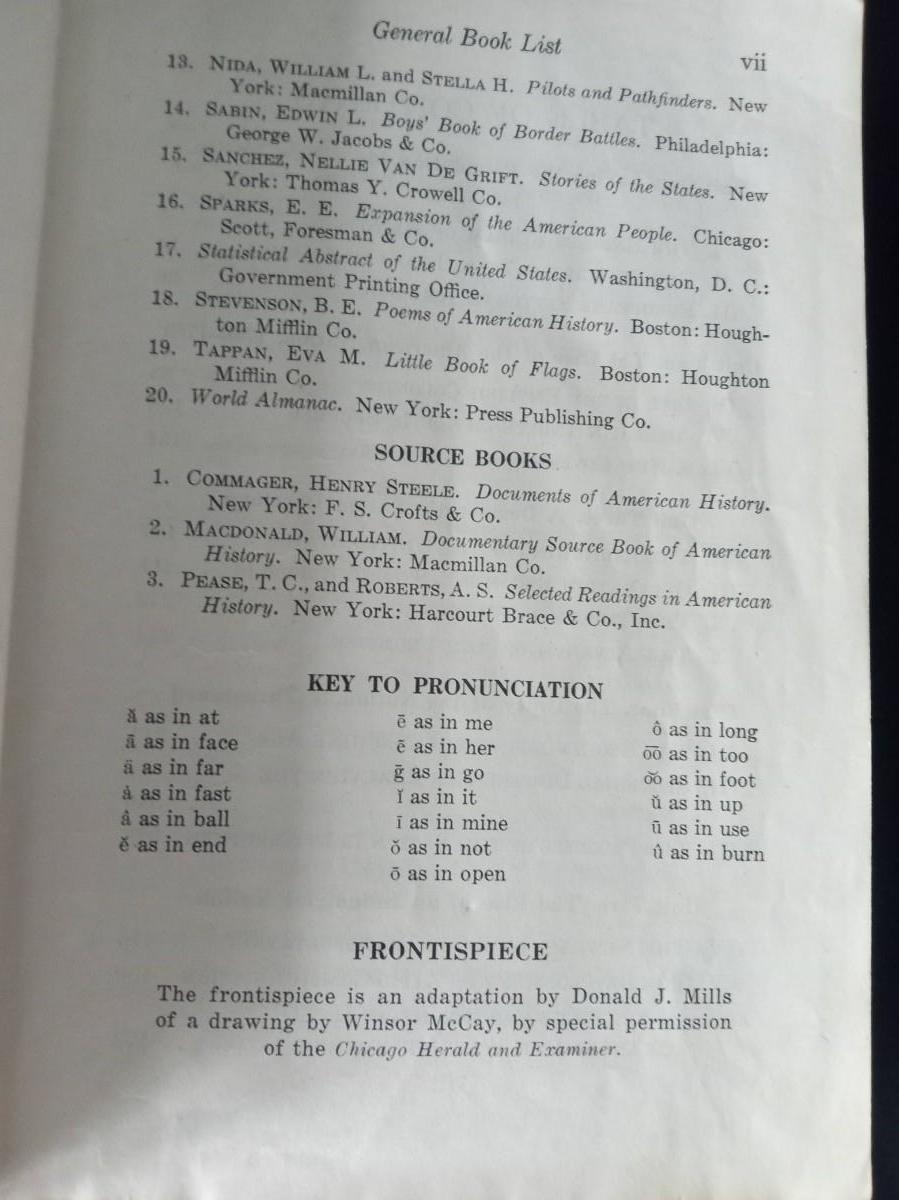 General Book List
vii
13. NIDA, WILLIAM L. and STELLA H. Pilots and Pathfinders. New
York: Macmillan Co.
14. SABIN, EDWIN L. Boys' Book of Border Battles. Philadelphia:
George W. Jacobs & Co.
15. SANCHEZ, NELLIE VAN DE GRIFT. Stories of the States. New
York: Thomas Y. Crowell Co.
16. SPARKS, E. E. Expansion of the American People. Chicago:
Scott, Foresman & Co.
17. Statistical Abstract of the United States. Washington, D. C.:
Government Printing Office.
18. STEVENSON, B. E. Poems of American History. Boston: Hough-
ton Mifflin Co.
19. TAPPAN, EVA M. Little Book of Flags. Boston: Houghton
Mifflin Co.
20. World Almanac. New York: Press Publishing Co.
SOURCE BOOKS
1. COMMAGER, HENRY STEELE. Documents of American History.
New York: F. S. Crofts & Co.
2. MACDONALD, WILLIAM. Documentary Source Book of American
History. New York: Macmillan Co.
3. PEASE, T. C., and ROBERTS, A. S. Selected Readings in American
History. New York: Harcourt Brace & Co., Inc.
KEY TO PRONUNCIATION
ă as in at
ā as in face
ä as in far
ȧ as in fast
â as in ball
ĕ as in end
ē as in me
ẽ as in her
ḡ as in go
ĭ as in it
ī as in mine
ŏ as in not
ō as in open
ô as in long
o͞o as in too
o͝o as in foot
ŭ as in up
ū as in use
û as in burn
FRONTISPIECE
The frontispiece is an adaptation by Donald J. Mills
of a drawing by Winsor McCay, by special permission
of the Chicago Herald and Examiner.